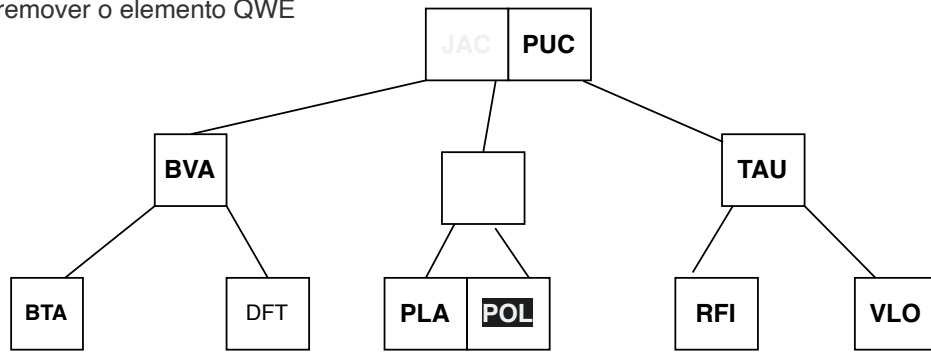 remover o elemento QWE
JAC PUC
BVA TAU
BTA DFT PLA POL RFI VLO